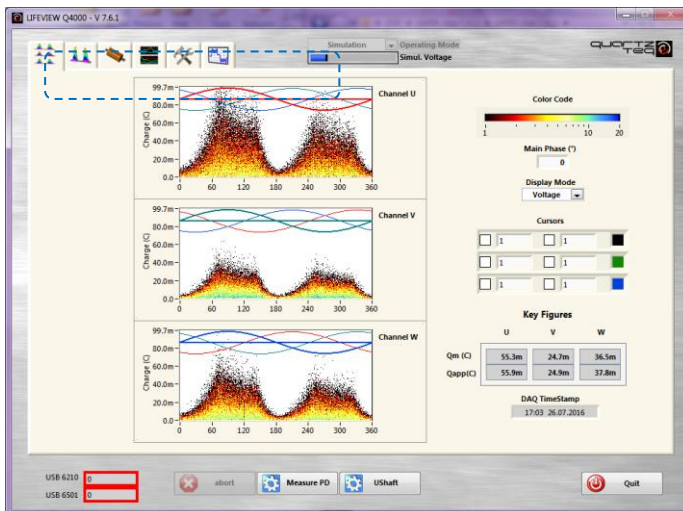 LIFEVIEW Q4000 - V 7.6.1
Simulation Operating Mode
Simul. Voltage
QUARTZ
TEQ
Channel U
Charge (C)
99.7m
80.0m
60.0m
40.0m
20.0m
0.0
0 60 120 180 240 300 360
Channel V
Charge (C)
99.7m
80.0m
60.0m
40.0m
20.0m
0.0
0 60 120 180 240 300 360
Channel W
Charge (C)
99.7m
80.0m
60.0m
40.0m
20.0m
0.0
0 60 120 180 240 300 360
Color Code
1 10 20
Main Phase (°)
0
Display Mode
Voltage
Cursors
1 1
1 1
1 1
Key Figures
U V W
Qm (C) 55.3m 24.7m 36.5m
Qapp(C) 55.9m 24.9m 37.8m
DAQ TimeStamp
17:03 26.07.2016
USB 6210 0
USB 6501 0
abort Measure PD UShaft Quit